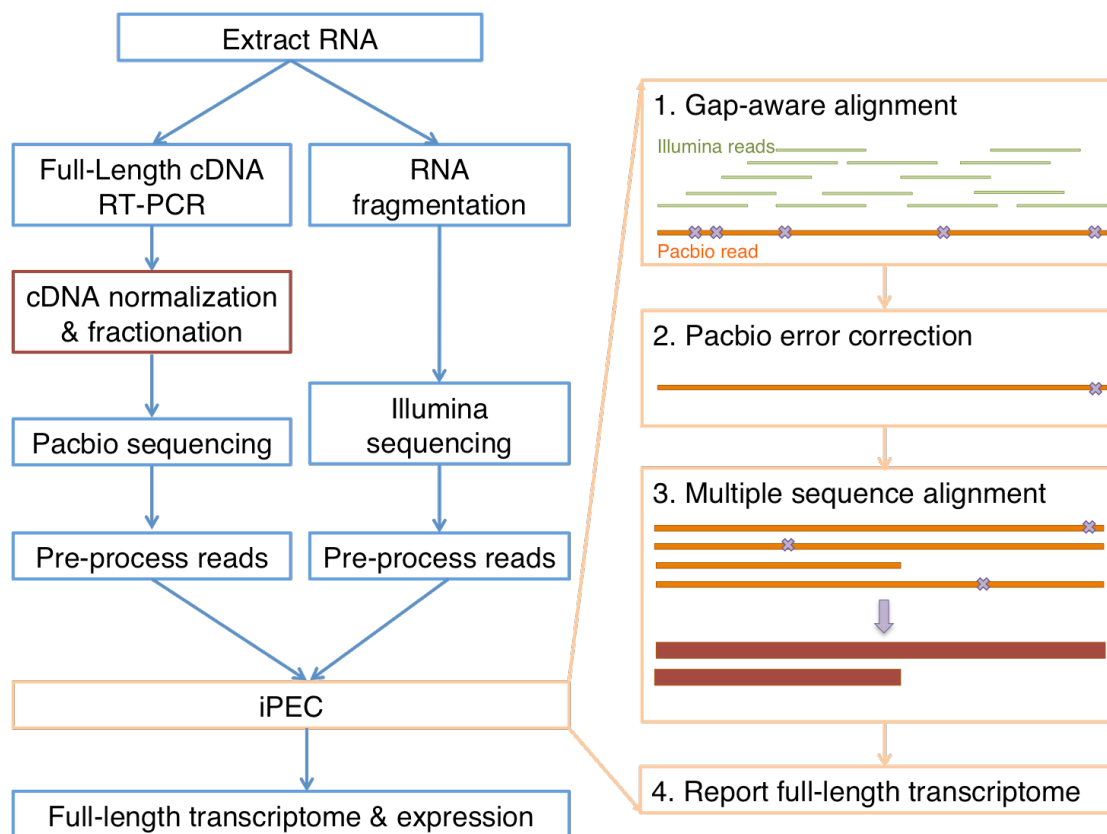 Extract RNA
Full-Length cDNA
RT-PCR
RNA
fragmentation
cDNA normalization
& fractionation
Pacbio sequencing
Illumina
sequencing
Pre-process reads
Pre-process reads
iPEC
Full-length transcriptome & expression
1. Gap-aware alignment
Illumina reads
Pacbio read
2. Pacbio error correction
3. Multiple sequence alignment
4. Report full-length transcriptome